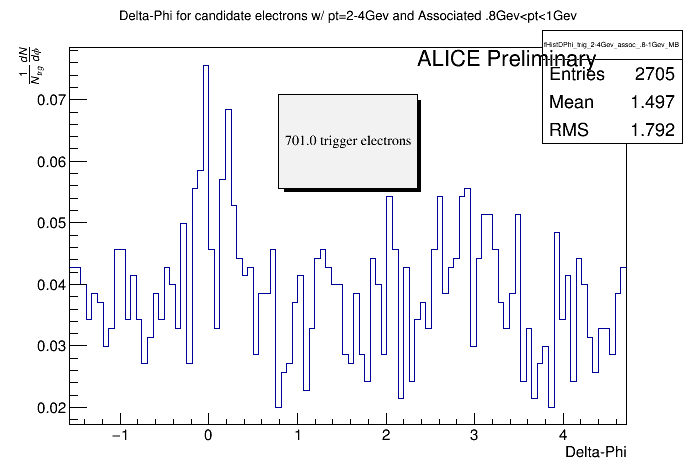 Delta-Phi for candidate electrons w/ pt=2-4Gev and Associated .8Gev<pt<1Gev
1 dN
N_trig dϕ
ALICE Preliminary
fHistDPhi_trig_2-4Gev_assoc_.8-1Gev_MB
Entries 2705
Mean 1.497
RMS 1.792
701.0 trigger electrons
0.07
0.06
0.05
0.04
0.03
0.02
−1 0 1 2 3 4
Delta-Phi